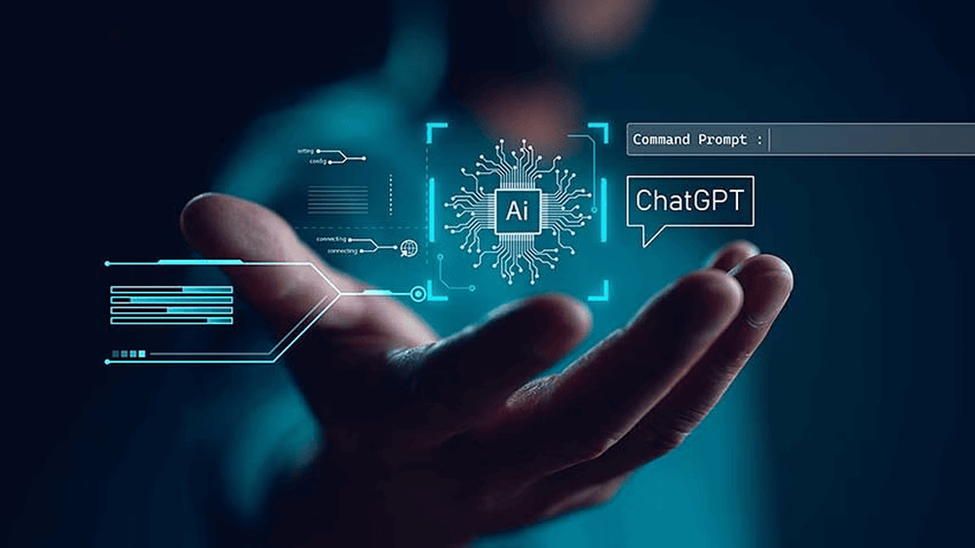 Command Prompt :
setting
config
ChatGPT
Ai
connecting
connecting